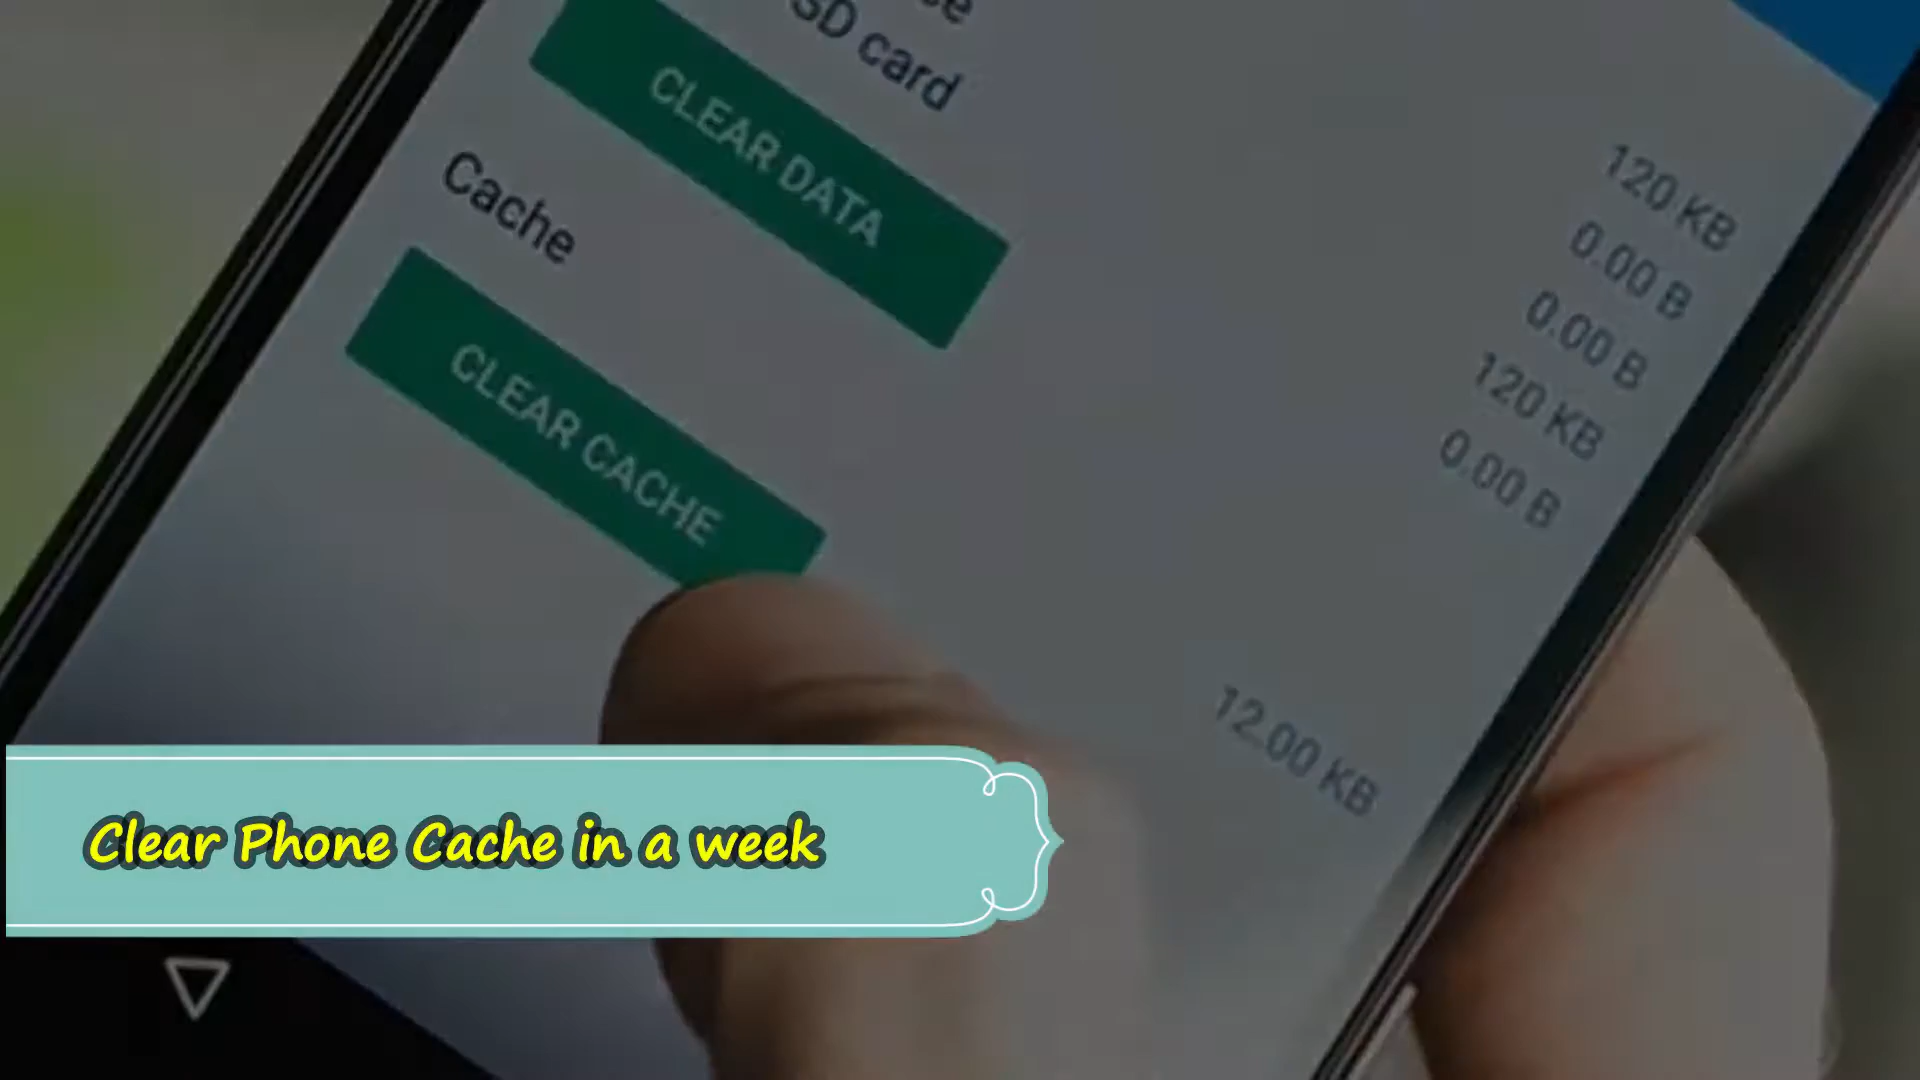 SD card
CLEAR DATA
120 KB
0.00 B
0.00 B
120 KB
0.00 B
Cache
12.00 KB
CLEAR CACHE
Clear Phone Cache in a week